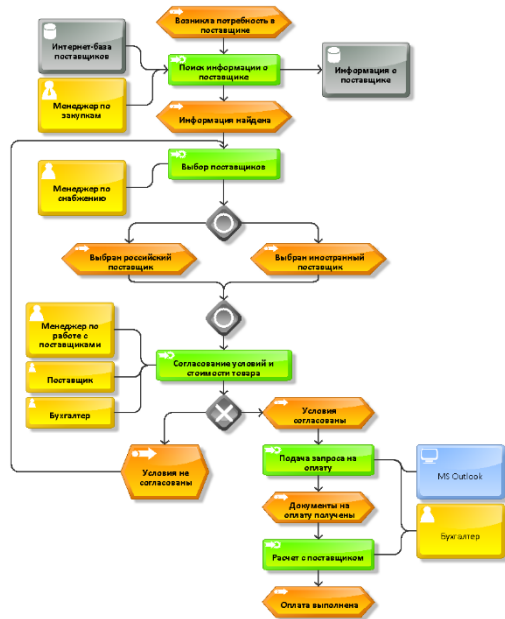 Возникла потребность в
поставщике
Интернет-база
поставщиков
Поиск информации о
поставщике
Информация о
поставщике
Менеджер по
закупкам
Информация найдена
Выбор поставщиков
Менеджер по
снабжению
Выбран российский
поставщик
Выбран иностранный
поставщик
Менеджер по
работе с
поставщиками
Согласование условий и
стоимости товара
Поставщик
Бухгалтер
Условия
согласованы
Условия не
согласованы
Подача запроса на
оплату
MS Outlook
Документы на
оплату получены
Бухгалтер
Расчет с поставщиком
Оплата выполнена